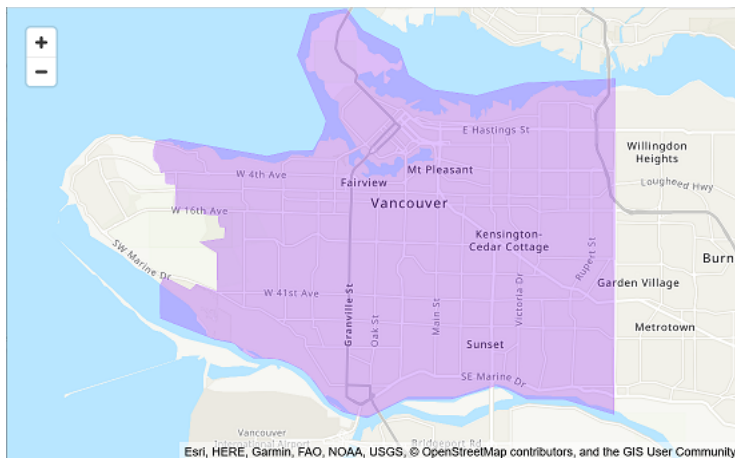 +
−
E Hastings St
Willingdon
Heights
Mt Pleasant
W 4th Ave
Fairview
Lougheed Hwy
W 16th Ave
Vancouver
Kensington-
Cedar Cottage
SW Marine Dr
Rupert St
Burn
Garden Village
W 41st Ave
Granville St
Oak St
Main St
Victoria Dr
Metrotown
Sunset
SE Marine Dr
Vancouver
International Airport
Bridgeport Rd
Esri, HERE, Garmin, FAO, NOAA, USGS, © OpenStreetMap contributors, and the GIS User Community